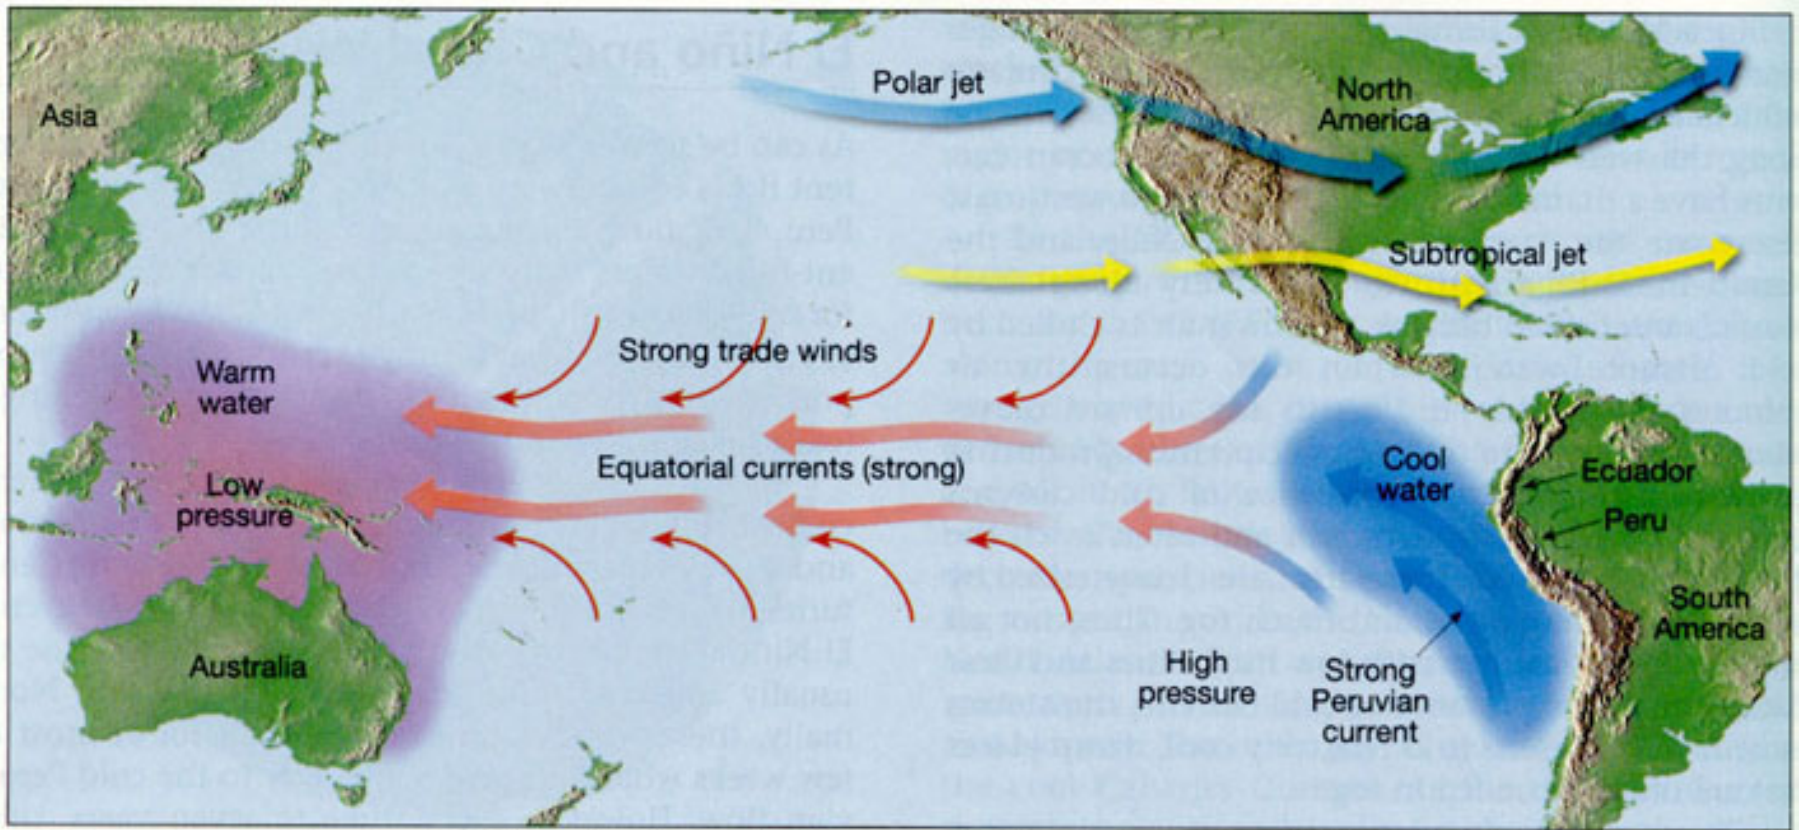 Polar jet
North
America
Asia
Subtropical jet
Strong trade winds
Warm
water
Equatorial currents (strong)
Cool
water
Ecuador
Low
pressure
Peru
South
America
Australia
High
pressure
Strong
Peruvian
current